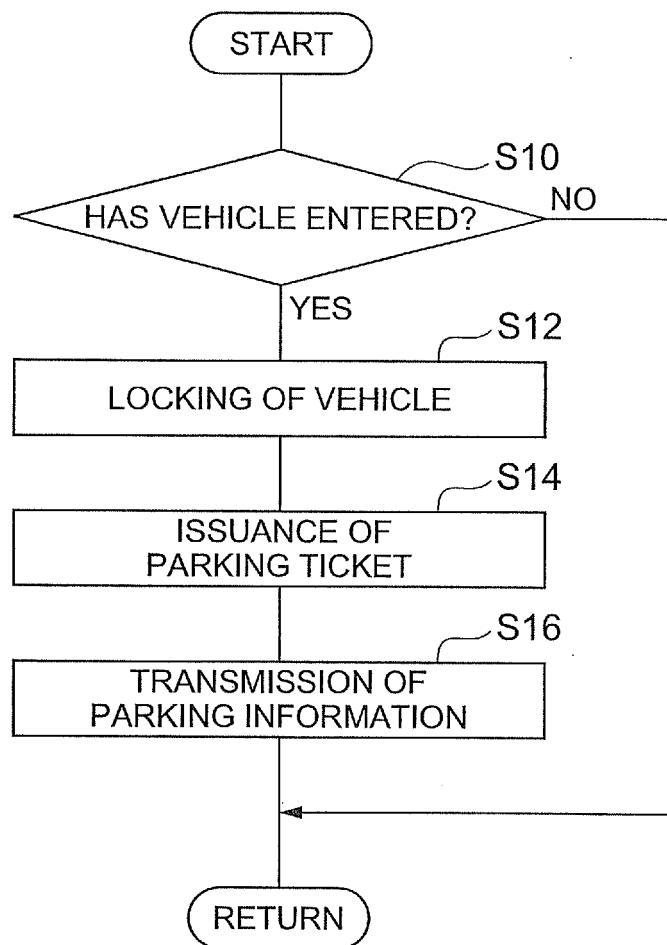 START
S10
HAS VEHICLE ENTERED?
NO
YES
S12
LOCKING OF VEHICLE
S14
ISSUANCE OF
PARKING TICKET
S16
TRANSMISSION OF
PARKING INFORMATION
RETURN